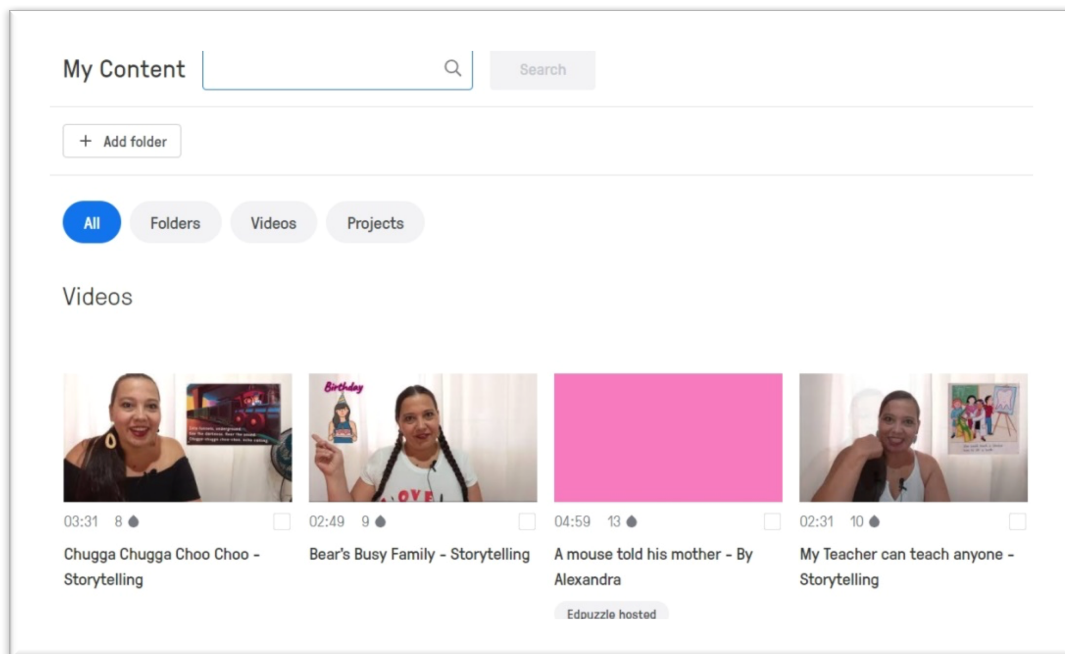 My Content
Search
+ Add folder
All
Folders
Videos
Projects
Videos
Birthday
LOVE
03:31 8
02:49 9
04:59 13
02:31 10
Chugga Chugga Choo Choo -
Storytelling
Bear's Busy Family - Storytelling
A mouse told his mother - By
Alexandra
Edpuzzle hosted
My Teacher can teach anyone -
Storytelling